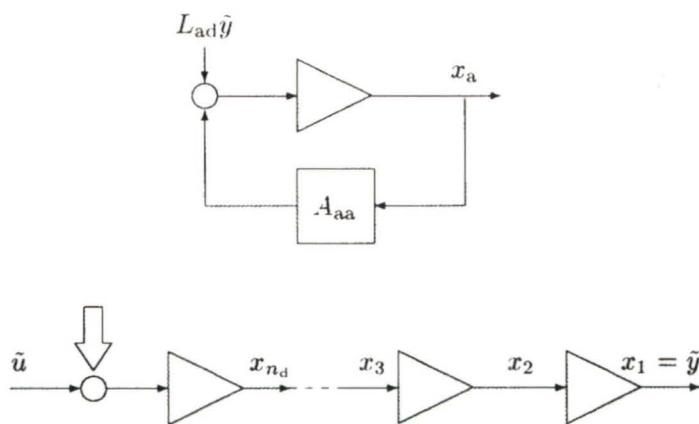 L_ad ỹ
x_a
A_aa
ũ x_{n_d} x_3 x_2 x_1 = ỹ